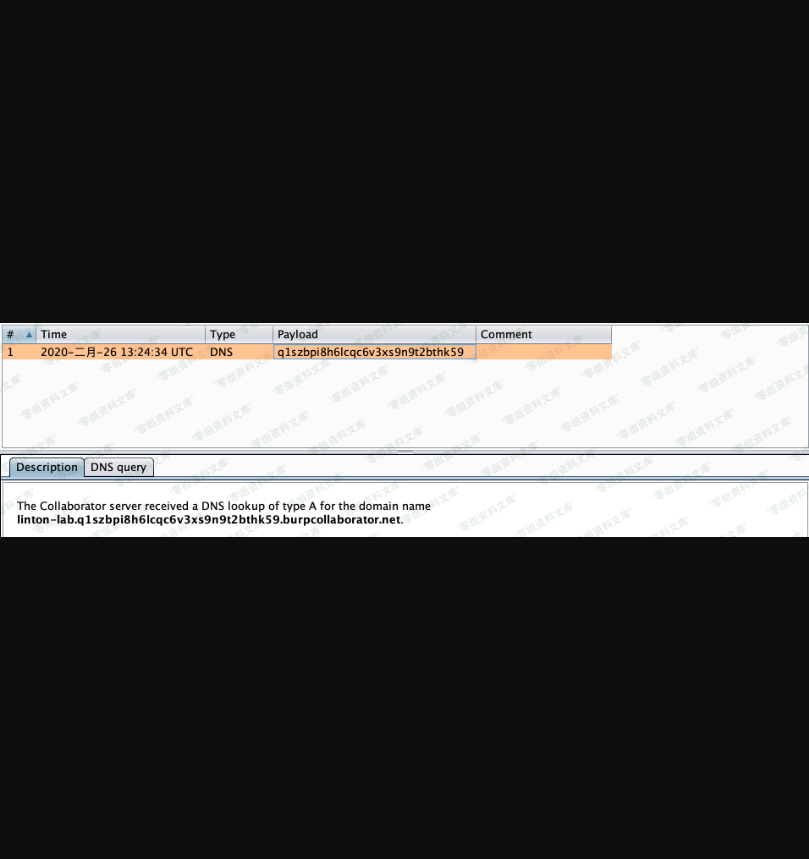 # Time Type Payload Comment
1 2020-二月-26 13:24:34 UTC DNS q1szbpi8h6lcqc6v3xs9n9t2bthk59
Description DNS query
The Collaborator server received a DNS lookup of type A for the domain name
linton-lab.q1szbpi8h6lcqc6v3xs9n9t2bthk59.burpcollaborator.net.
零组资料文库